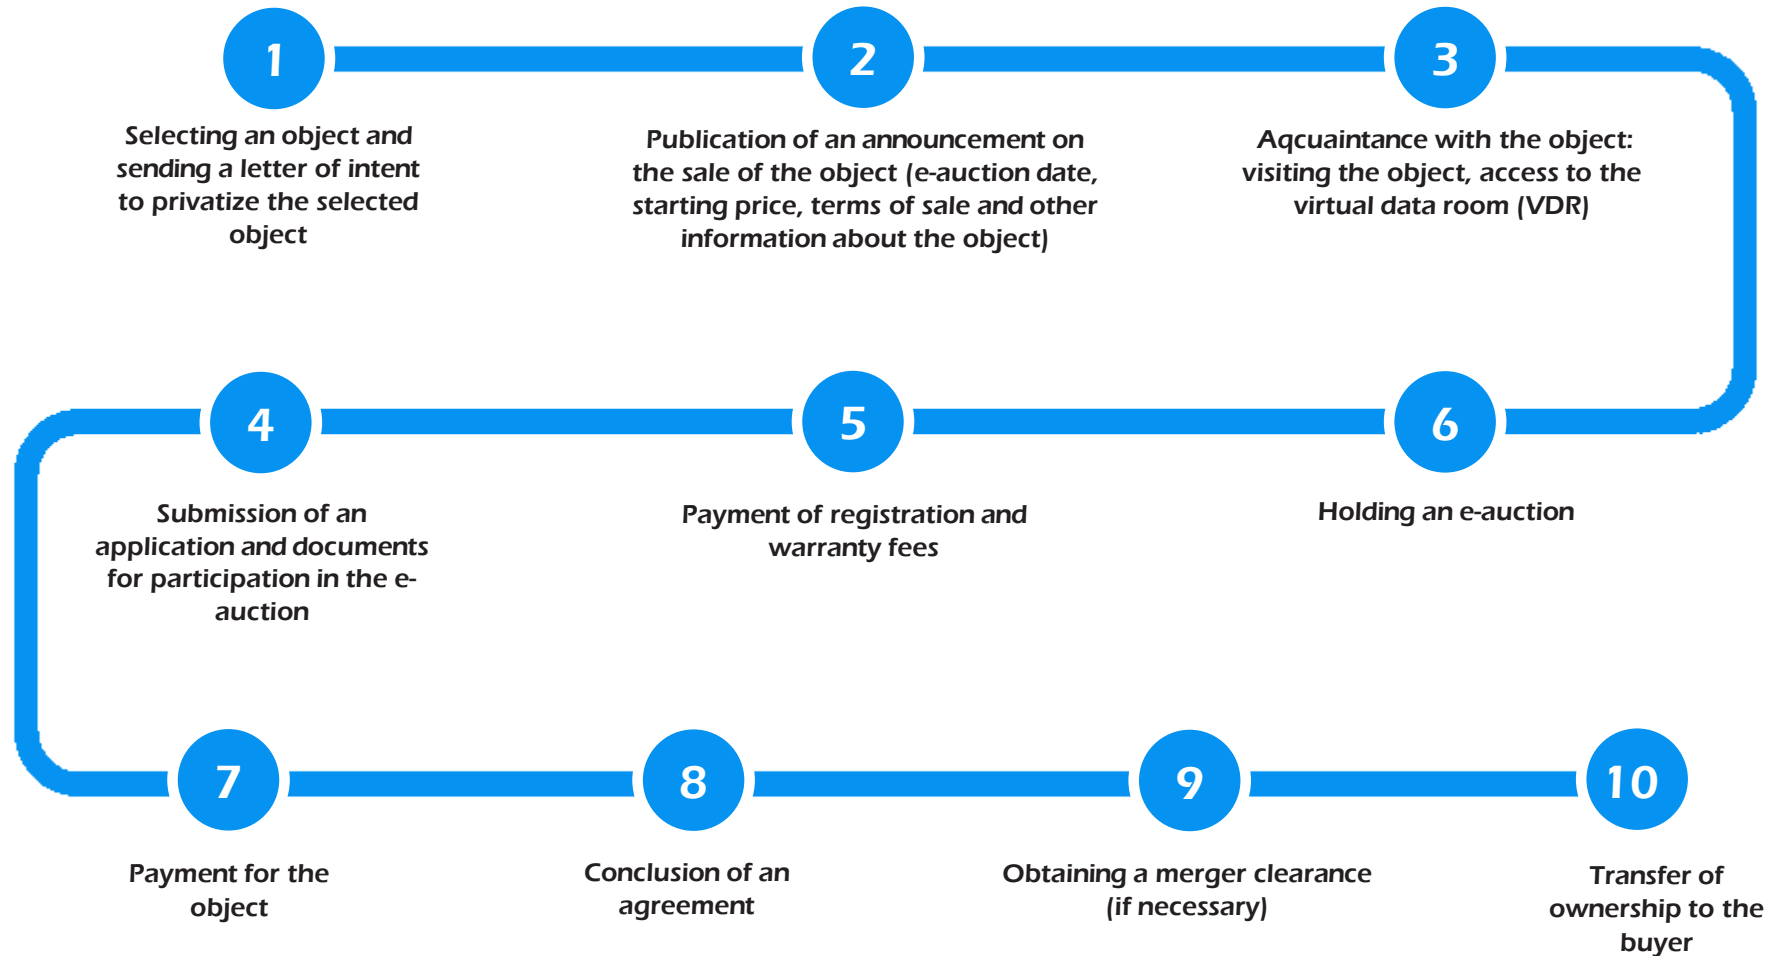 1
Selecting an object and
sending a letter of intent
to privatize the selected
object
2
Publication of an announcement on
the sale of the object (e-auction date,
starting price, terms of sale and other
information about the object)
3
Aqcuaintance with the object:
visiting the object, access to the
virtual data room (VDR)
4
Submission of an
application and documents
for participation in the e-
auction
5
Payment of registration and
warranty fees
6
Holding an e-auction
7
Payment for the
object
8
Conclusion of an
agreement
9
Obtaining a merger clearance
(if necessary)
10
Transfer of
ownership to the
buyer